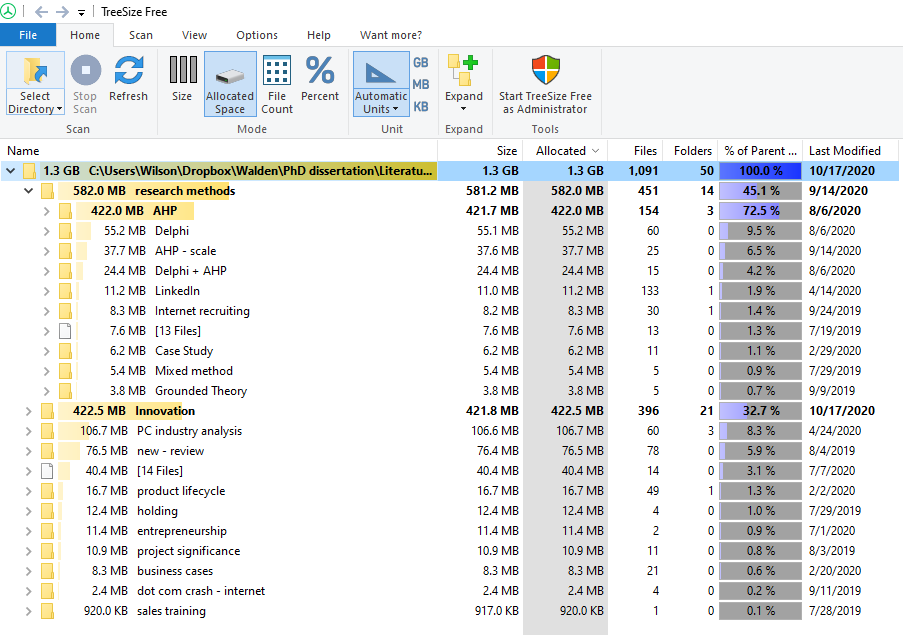 TreeSize Free
File Home Scan View Options Help Want more?
Select Directory Stop Scan Refresh Size Allocated Space File Count Percent Automatic Units GB MB KB Expand Start TreeSize Free as Administrator
Scan Mode Unit Expand Tools
Name Size Allocated Files Folders % of Parent ... Last Modified
1.3 GB C:\Users\Wilson\Dropbox\Walden\PhD dissertation\Literatu... 1.3 GB 1.3 GB 1,091 50 100.0 % 10/17/2020
582.0 MB research methods 581.2 MB 582.0 MB 451 14 45.1 % 9/14/2020
422.0 MB AHP 421.7 MB 422.0 MB 154 3 72.5 % 8/6/2020
55.2 MB Delphi 55.1 MB 55.2 MB 60 0 9.5 % 8/6/2020
37.7 MB AHP - scale 37.6 MB 37.7 MB 25 0 6.5 % 9/14/2020
24.4 MB Delphi + AHP 24.4 MB 24.4 MB 15 0 4.2 % 8/6/2020
11.2 MB LinkedIn 11.0 MB 11.2 MB 133 1 1.9 % 4/14/2020
8.3 MB Internet recruiting 8.2 MB 8.3 MB 30 1 1.4 % 9/24/2019
7.6 MB [13 Files] 7.6 MB 7.6 MB 13 0 1.3 % 7/19/2019
6.2 MB Case Study 6.2 MB 6.2 MB 11 0 1.1 % 2/29/2020
5.4 MB Mixed method 5.4 MB 5.4 MB 5 0 0.9 % 7/29/2019
3.8 MB Grounded Theory 3.8 MB 3.8 MB 5 0 0.7 % 9/9/2019
422.5 MB Innovation 421.8 MB 422.5 MB 396 21 32.7 % 10/17/2020
106.7 MB PC industry analysis 106.6 MB 106.7 MB 60 3 8.3 % 4/24/2020
76.5 MB new - review 76.4 MB 76.5 MB 78 0 5.9 % 8/4/2019
40.4 MB [14 Files] 40.4 MB 40.4 MB 14 0 3.1 % 7/7/2020
16.7 MB product lifecycle 16.7 MB 16.7 MB 49 1 1.3 % 2/2/2020
12.4 MB holding 12.4 MB 12.4 MB 4 0 1.0 % 7/29/2019
11.4 MB entrepreneurship 11.4 MB 11.4 MB 2 0 0.9 % 7/1/2020
10.9 MB project significance 10.9 MB 10.9 MB 11 0 0.8 % 8/3/2019
8.3 MB business cases 8.3 MB 8.3 MB 21 0 0.6 % 2/20/2020
2.4 MB dot com crash - internet 2.4 MB 2.4 MB 4 0 0.2 % 9/11/2019
920.0 KB sales training 917.0 KB 920.0 KB 1 0 0.1 % 7/28/2019